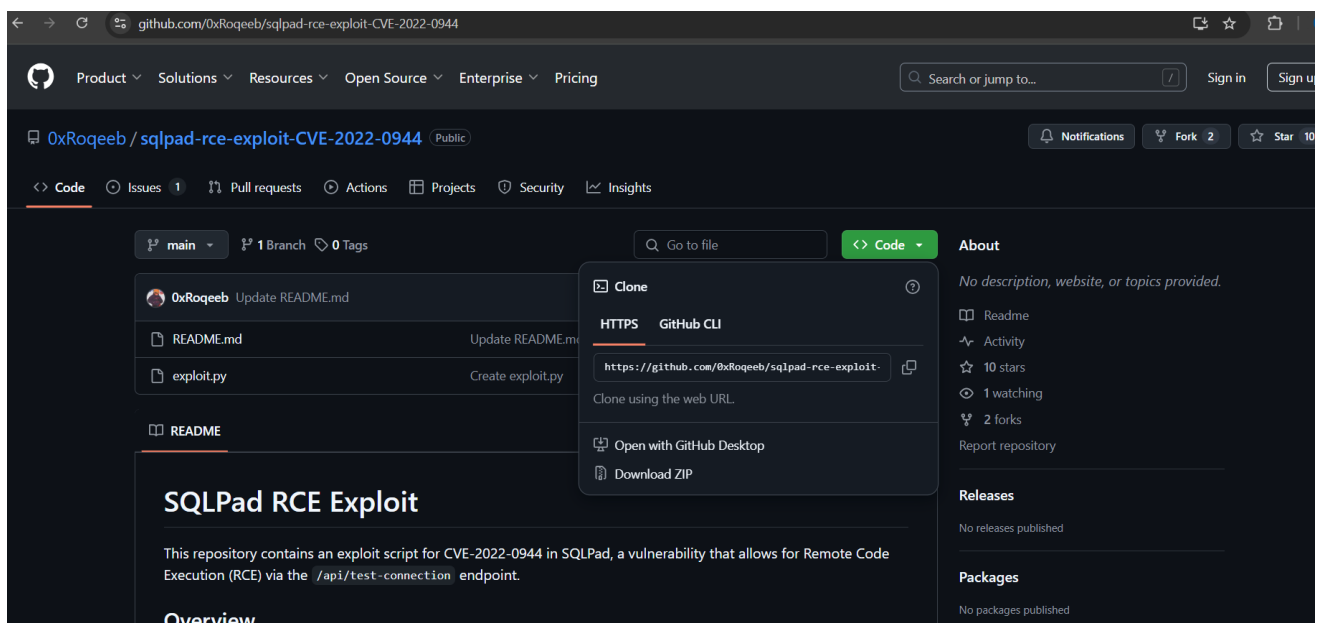 github.com/0xRoqeeb/sqlpad-rce-exploit-CVE-2022-0944
Product Solutions Resources Open Source Enterprise Pricing Search or jump to... / Sign in Sign u
0xRoqeeb / sqlpad-rce-exploit-CVE-2022-0944 Public Notifications Fork 2 Star 10
<> Code Issues 1 Pull requests Actions Projects Security Insights
main 1 Branch 0 Tags Go to file <> Code
About
No description, website, or topics provided.
0xRoqeeb Update README.md
README.md Update README.m
exploit.py Create exploit.py
Clone
HTTPS GitHub CLI
https://github.com/0xRoqeeb/sqlpad-rce-exploit-
Clone using the web URL.
Open with GitHub Desktop
Download ZIP
Readme
Activity
10 stars
1 watching
2 forks
Report repository
README
SQLPad RCE Exploit
This repository contains an exploit script for CVE-2022-0944 in SQLPad, a vulnerability that allows for Remote Code
Execution (RCE) via the /api/test-connection endpoint.
Overview
Releases
No releases published
Packages
No packages published